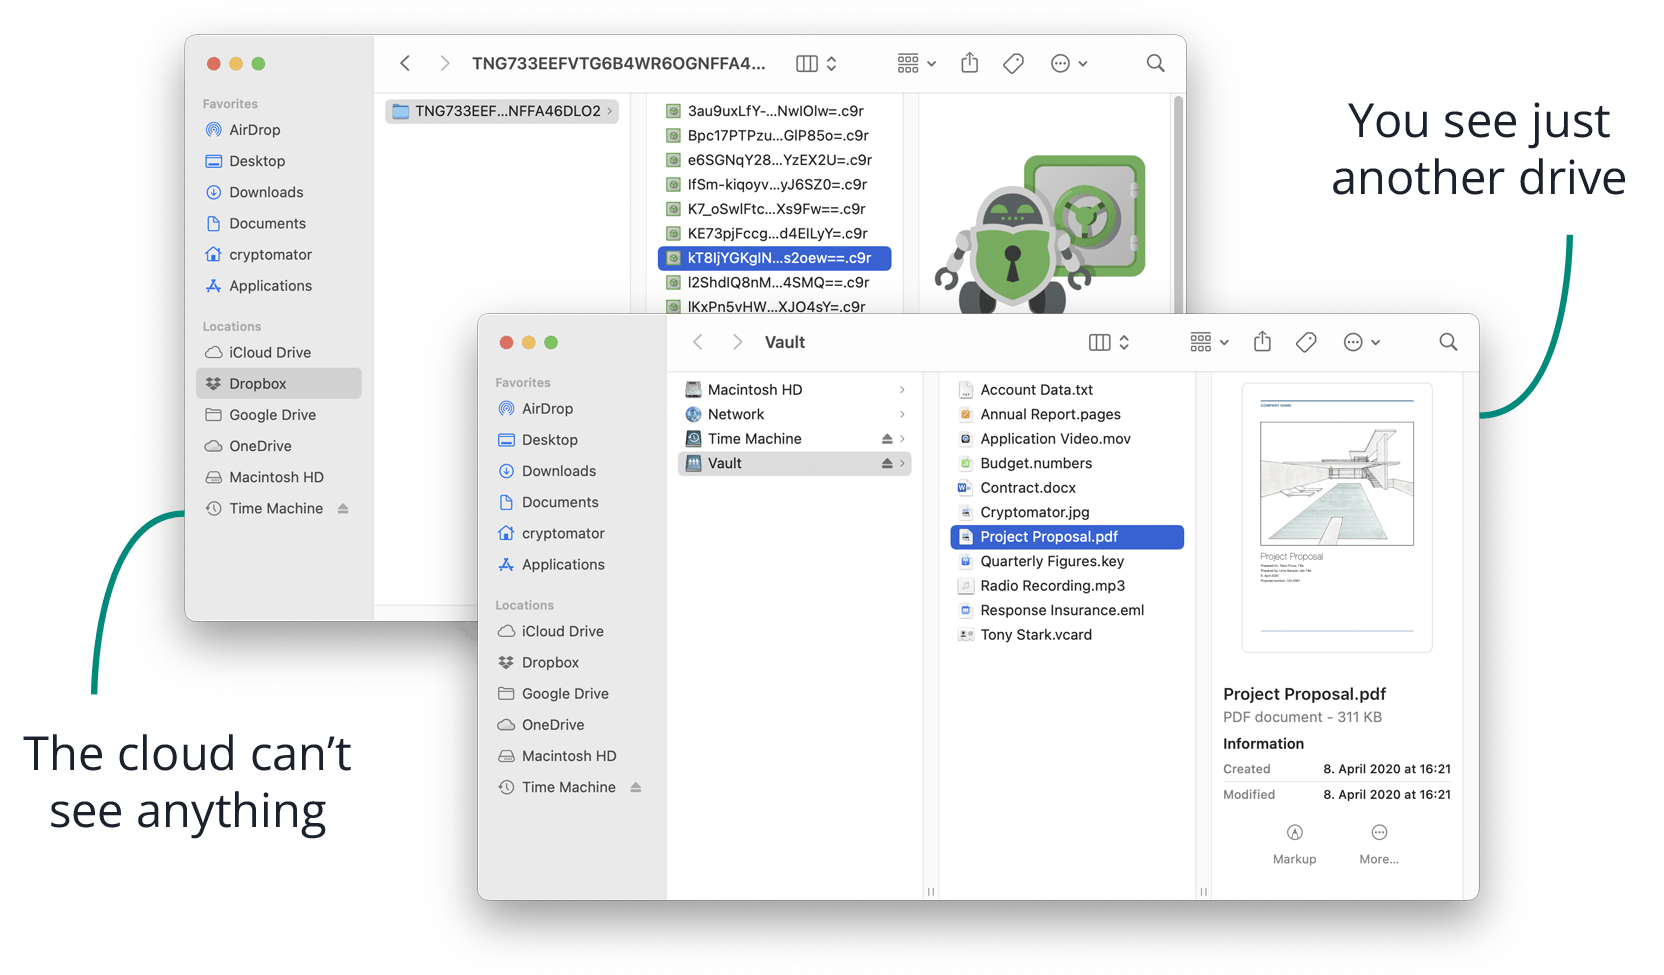 TNG733EEFVTG6B4WR6OGNFFA4...
Favorites
AirDrop
Desktop
Downloads
Documents
cryptomator
Applications
Locations
iCloud Drive
Dropbox
Google Drive
OneDrive
Macintosh HD
Time Machine
TNG733EEF...NFFA46DLO2
3au9uxLfY-...NwIOIw=.c9r
Bpc17PTPzu...GIP85o=.c9r
e6SGNqY28...YzEX2U=.c9r
IfSm-kiqoyv...yJ6SZ0=.c9r
K7_oSwIFtc...Xs9Fw==.c9r
KE73pjFccg...d4EILyY=.c9r
kT8IjYGKgIN...s2oew==.c9r
l2ShdIQ8nM...4SMQ==.c9r
lKxPn5vHW...XJO4sY=.c9r
You see just
another drive
Vault
Favorites
AirDrop
Desktop
Downloads
Documents
cryptomator
Applications
Locations
iCloud Drive
Dropbox
Google Drive
OneDrive
Macintosh HD
Time Machine
Macintosh HD
Network
Time Machine
Vault
Account Data.txt
Annual Report.pages
Application Video.mov
Budget.numbers
Contract.docx
Cryptomator.jpg
Project Proposal.pdf
Quarterly Figures.key
Radio Recording.mp3
Response Insurance.eml
Tony Stark.vcard
COMPANY NAME
Project Proposal
Project Proposal.pdf
PDF document - 311 KB
Information
Created 8. April 2020 at 16:21
Modified 8. April 2020 at 16:21
Markup More...
The cloud can't
see anything